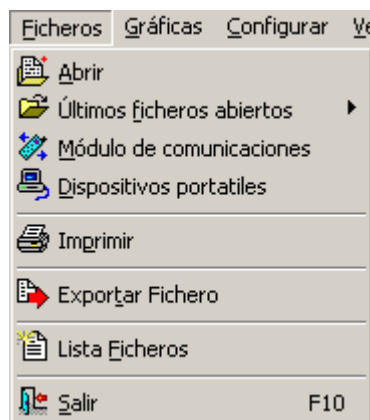 Ficheros Gráficas Configurar
Abrir
Últimos ficheros abiertos
Módulo de comunicaciones
Dispositivos portatiles
Imprimir
Exportar Fichero
Lista Ficheros
Salir F10